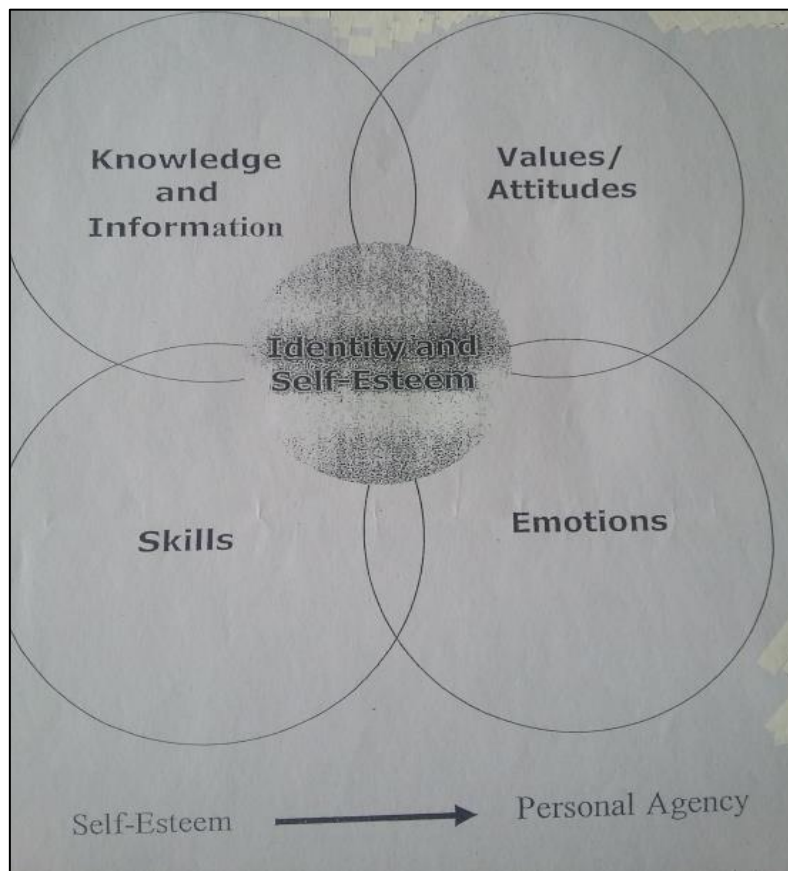 Knowledge
and
Information
Values/
Attitudes
Identity and
Self-Esteem
Skills
Emotions
Self-Esteem
Personal Agency